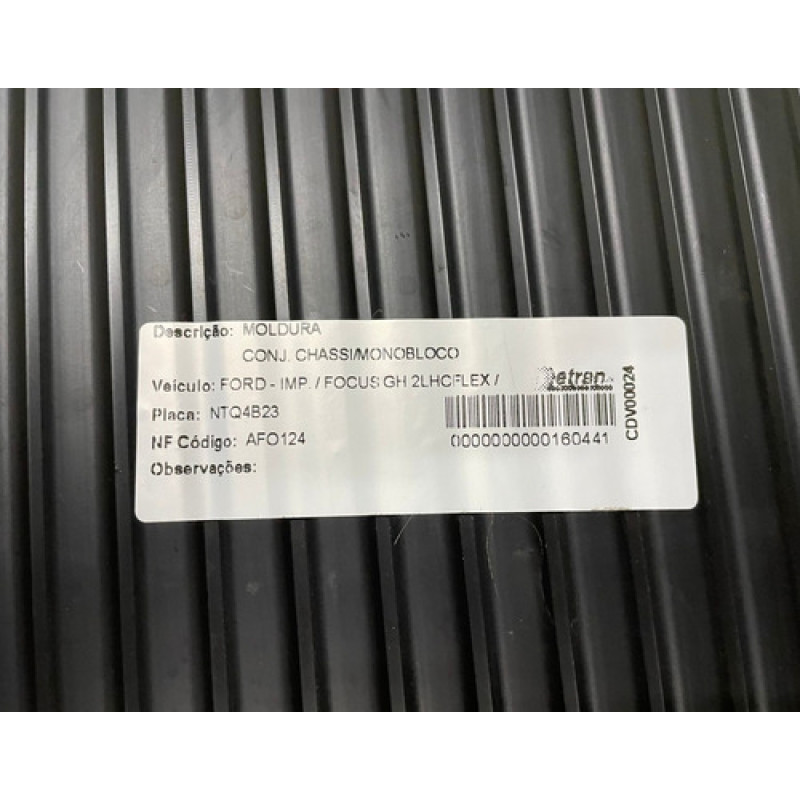 Descrição: MOLDURA
CONJ. CHASSI/MONOBLOCO
Veículo: FORD - IMP. / FOCUS GH 2LHCFLEX /
Placa: NTQ4B23
NF Código: AFO124
Observações:
Detran
0000000000160441
CDV00024